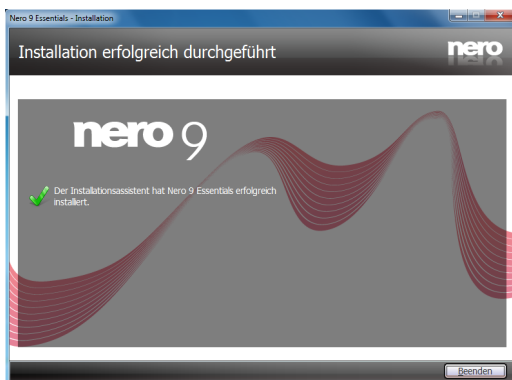 Nero 9 Essentials - Installation
Installation erfolgreich durchgeführt
nero
nero 9
Der Installationsassistent hat Nero 9 Essentials erfolgreich
installiert.
Beenden